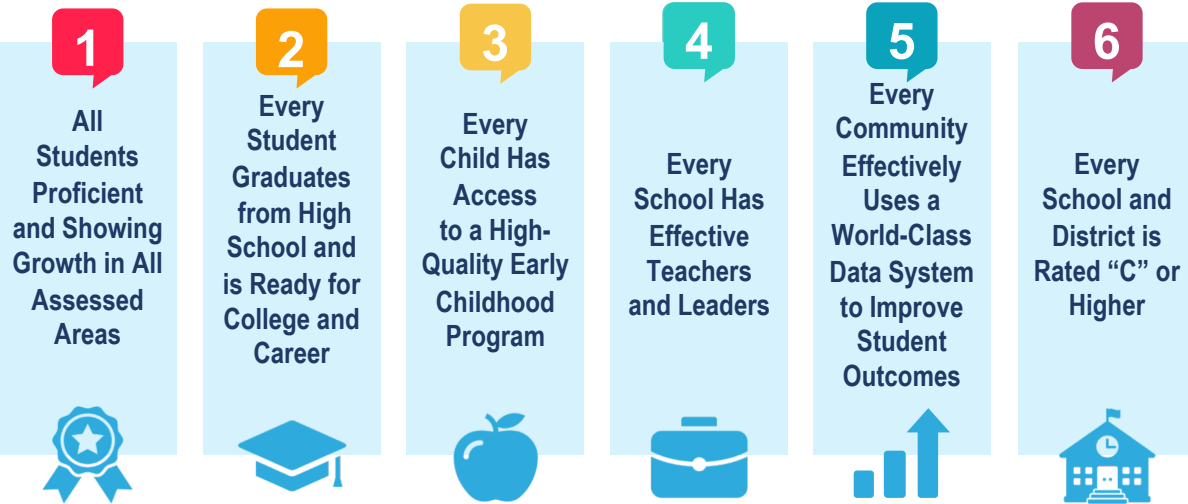 1
All
Students
Proficient
and Showing
Growth in All
Assessed
Areas
2
Every
Student
Graduates
from High
School and
is Ready for
College and
Career
3
Every
Child Has
Access
to a High-
Quality Early
Childhood
Program
4
Every
School Has
Effective
Teachers
and Leaders
5
Every
Community
Effectively
Uses a
World-Class
Data System
to Improve
Student
Outcomes
6
Every
School and
District is
Rated “C” or
Higher